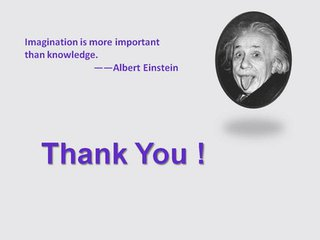 Imagination is more important
than knowledge.
——Albert Einstein
Thank You !